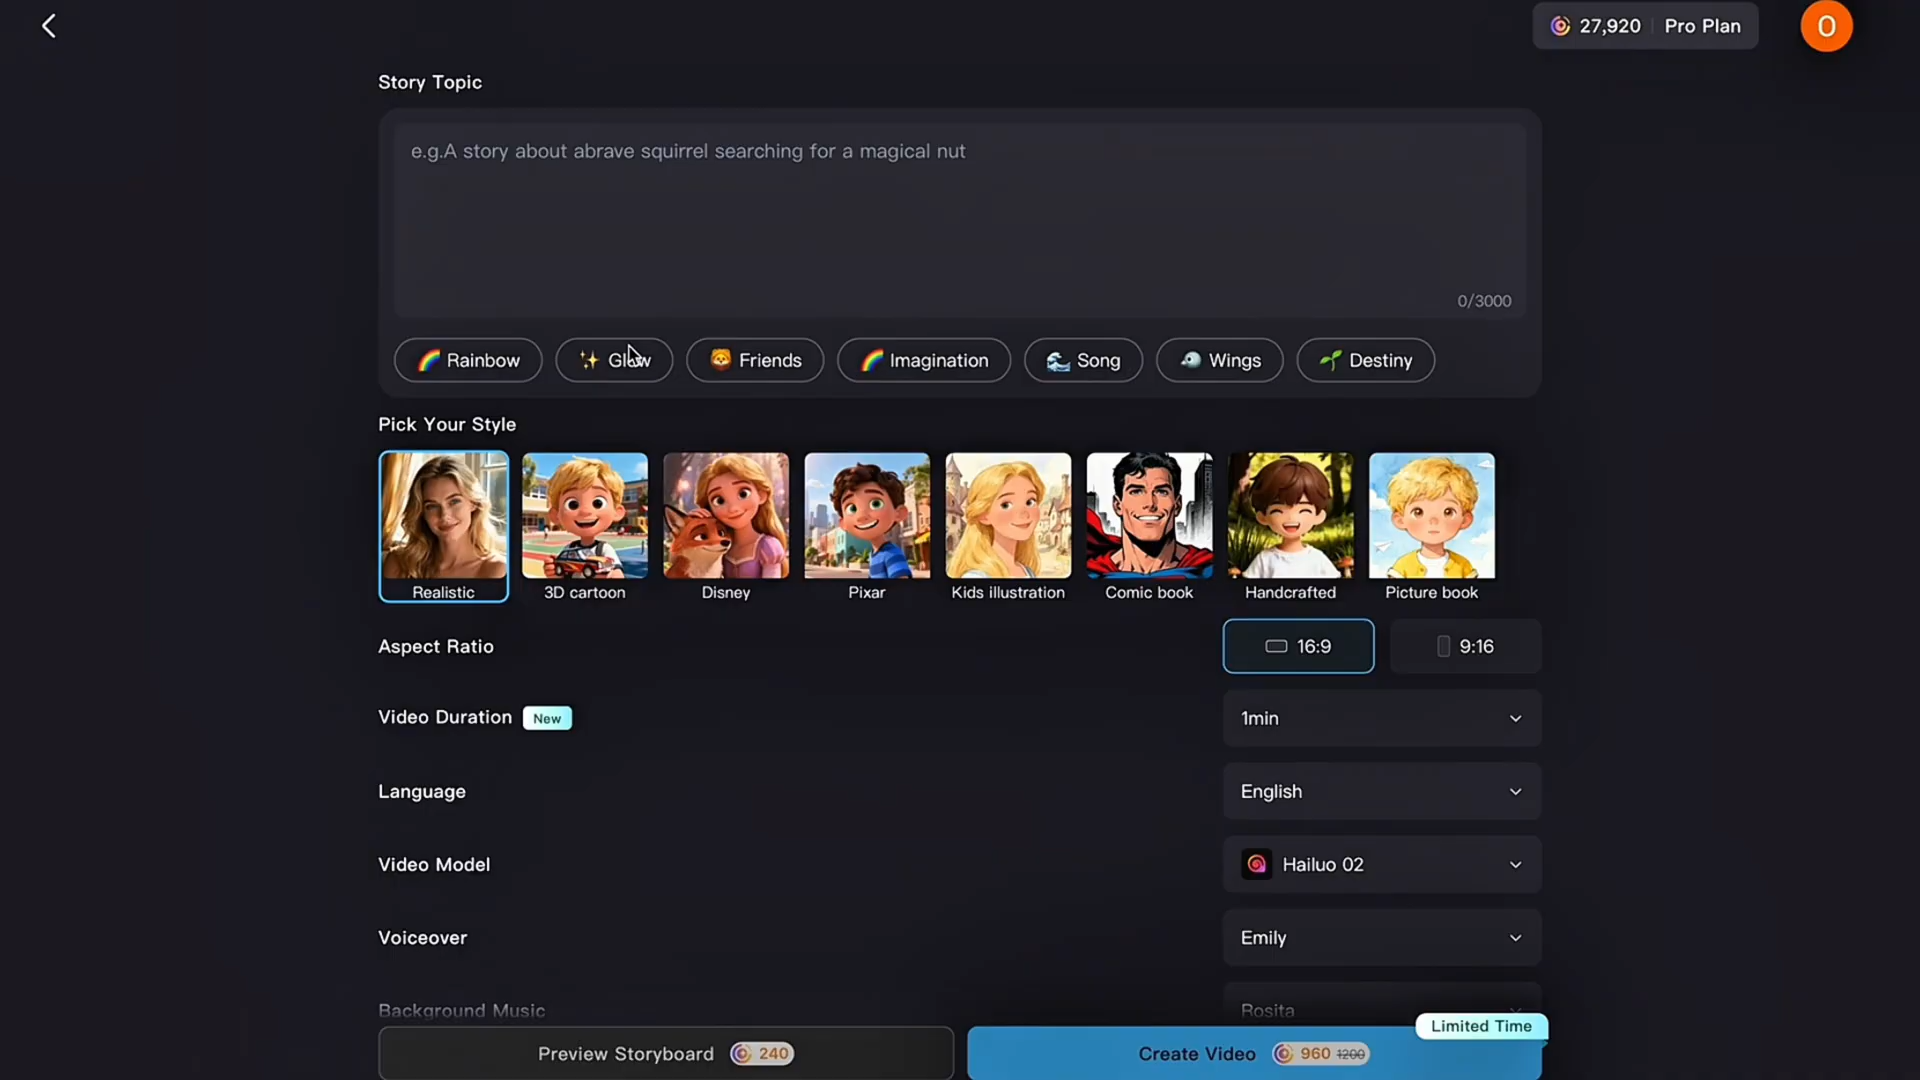 27,920 Pro Plan O
Story Topic
e.g.A story about abrave squirrel searching for a magical nut
0/3000
Rainbow Glow Friends Imagination Song Wings Destiny
Pick Your Style
Realistic 3D cartoon Disney Pixar Kids illustration Comic book Handcrafted Picture book
Aspect Ratio 16:9 9:16
Video Duration New 1min
Language English
Video Model Hailuo 02
Voiceover Emily
Background Music Rosita
Limited Time
Preview Storyboard 240 Create Video 960 1200